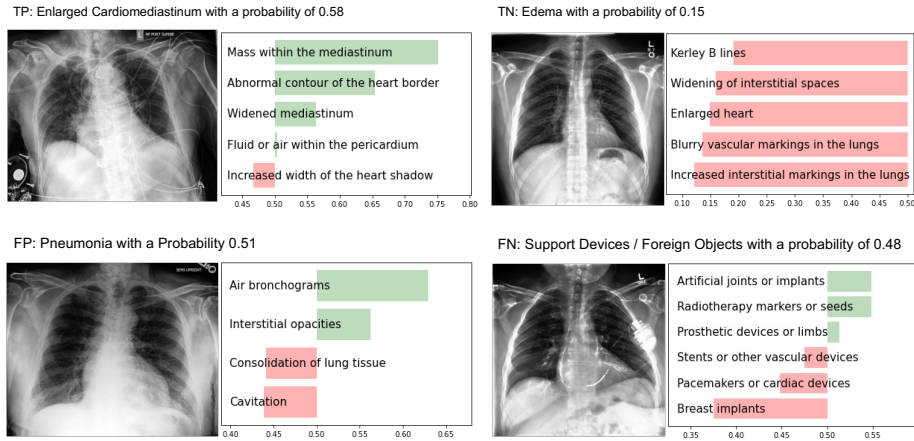 TP: Enlarged Cardiomediastinum with a probability of 0.58
AP PORT SUPINE
Mass within the mediastinum
Abnormal contour of the heart border
Widened mediastinum
Fluid or air within the pericardium
Increased width of the heart shadow
0.45 0.50 0.55 0.60 0.65 0.70 0.75 0.80
TN: Edema with a probability of 0.15
L
Kerley B lines
Widening of interstitial spaces
Enlarged heart
Blurry vascular markings in the lungs
Increased interstitial markings in the lungs
0.10 0.15 0.20 0.25 0.30 0.35 0.40 0.45 0.50
FP: Pneumonia with a Probability 0.51
SEMI UPRIGHT
Air bronchograms
Interstitial opacities
Consolidation of lung tissue
Cavitation
0.40 0.45 0.50 0.55 0.60 0.65
FN: Support Devices / Foreign Objects with a probability of 0.48
L
Artificial joints or implants
Radiotherapy markers or seeds
Prosthetic devices or limbs
Stents or other vascular devices
Pacemakers or cardiac devices
Breast implants
0.35 0.40 0.45 0.50 0.55